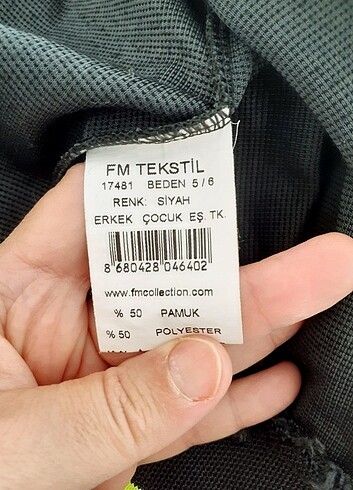 FM TEKSTİL
17481 BEDEN 5/6
RENK: SİYAH
ERKEK ÇOCUK EŞ. TK.
8 680428 046402
www.fmcollection.com
% 50 PAMUK
% 50 POLYESTER